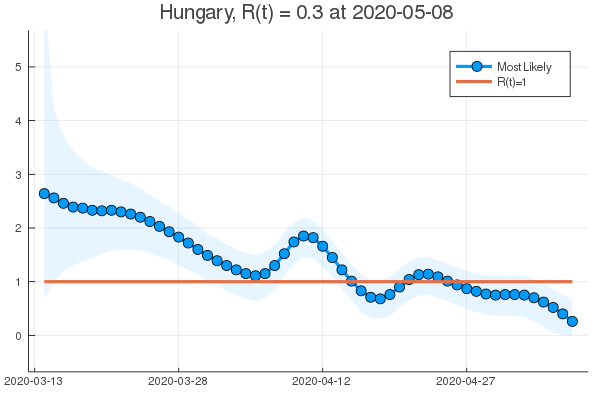 Hungary, R(t) = 0.3 at 2020-05-08
Most Likely
R(t)=1
5
4
3
2
1
0
2020-03-13 2020-03-28 2020-04-12 2020-04-27